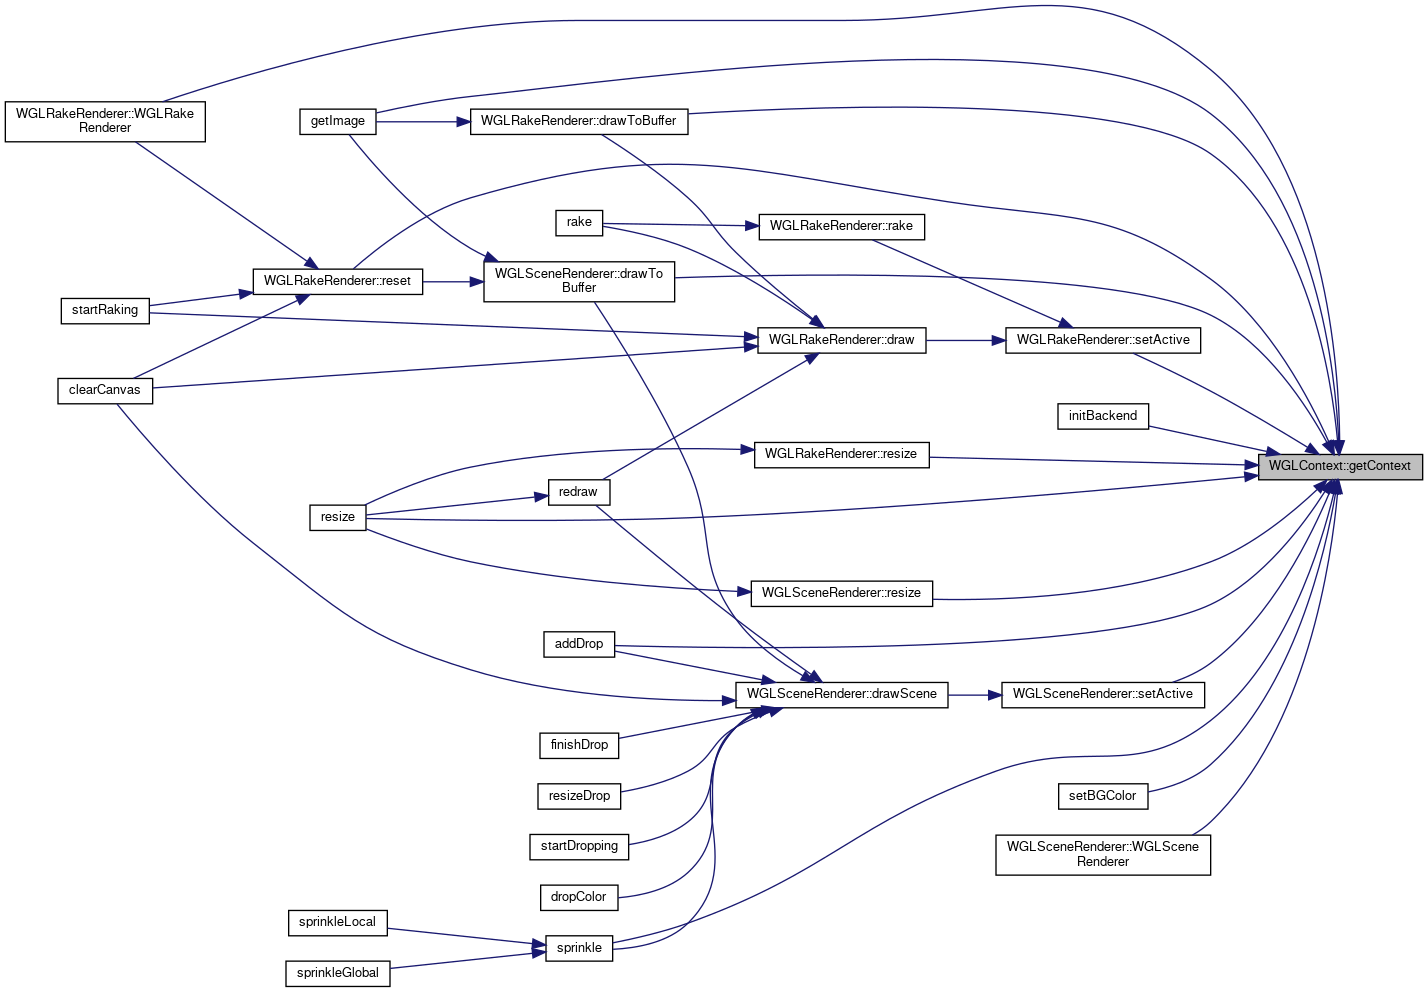 WGLRakeRenderer::WGLRake
Renderer
getImage
WGLRakeRenderer::drawToBuffer
rake
WGLRakeRenderer::rake
WGLRakeRenderer::reset
WGLSceneRenderer::drawTo
Buffer
startRaking
WGLRakeRenderer::draw
WGLRakeRenderer::setActive
clearCanvas
initBackend
WGLRakeRenderer::resize
WGLContext::getContext
redraw
resize
WGLSceneRenderer::resize
addDrop
WGLSceneRenderer::drawScene
WGLSceneRenderer::setActive
finishDrop
resizeDrop
setBGColor
startDropping
WGLSceneRenderer::WGLScene
Renderer
dropColor
sprinkleLocal
sprinkle
sprinkleGlobal